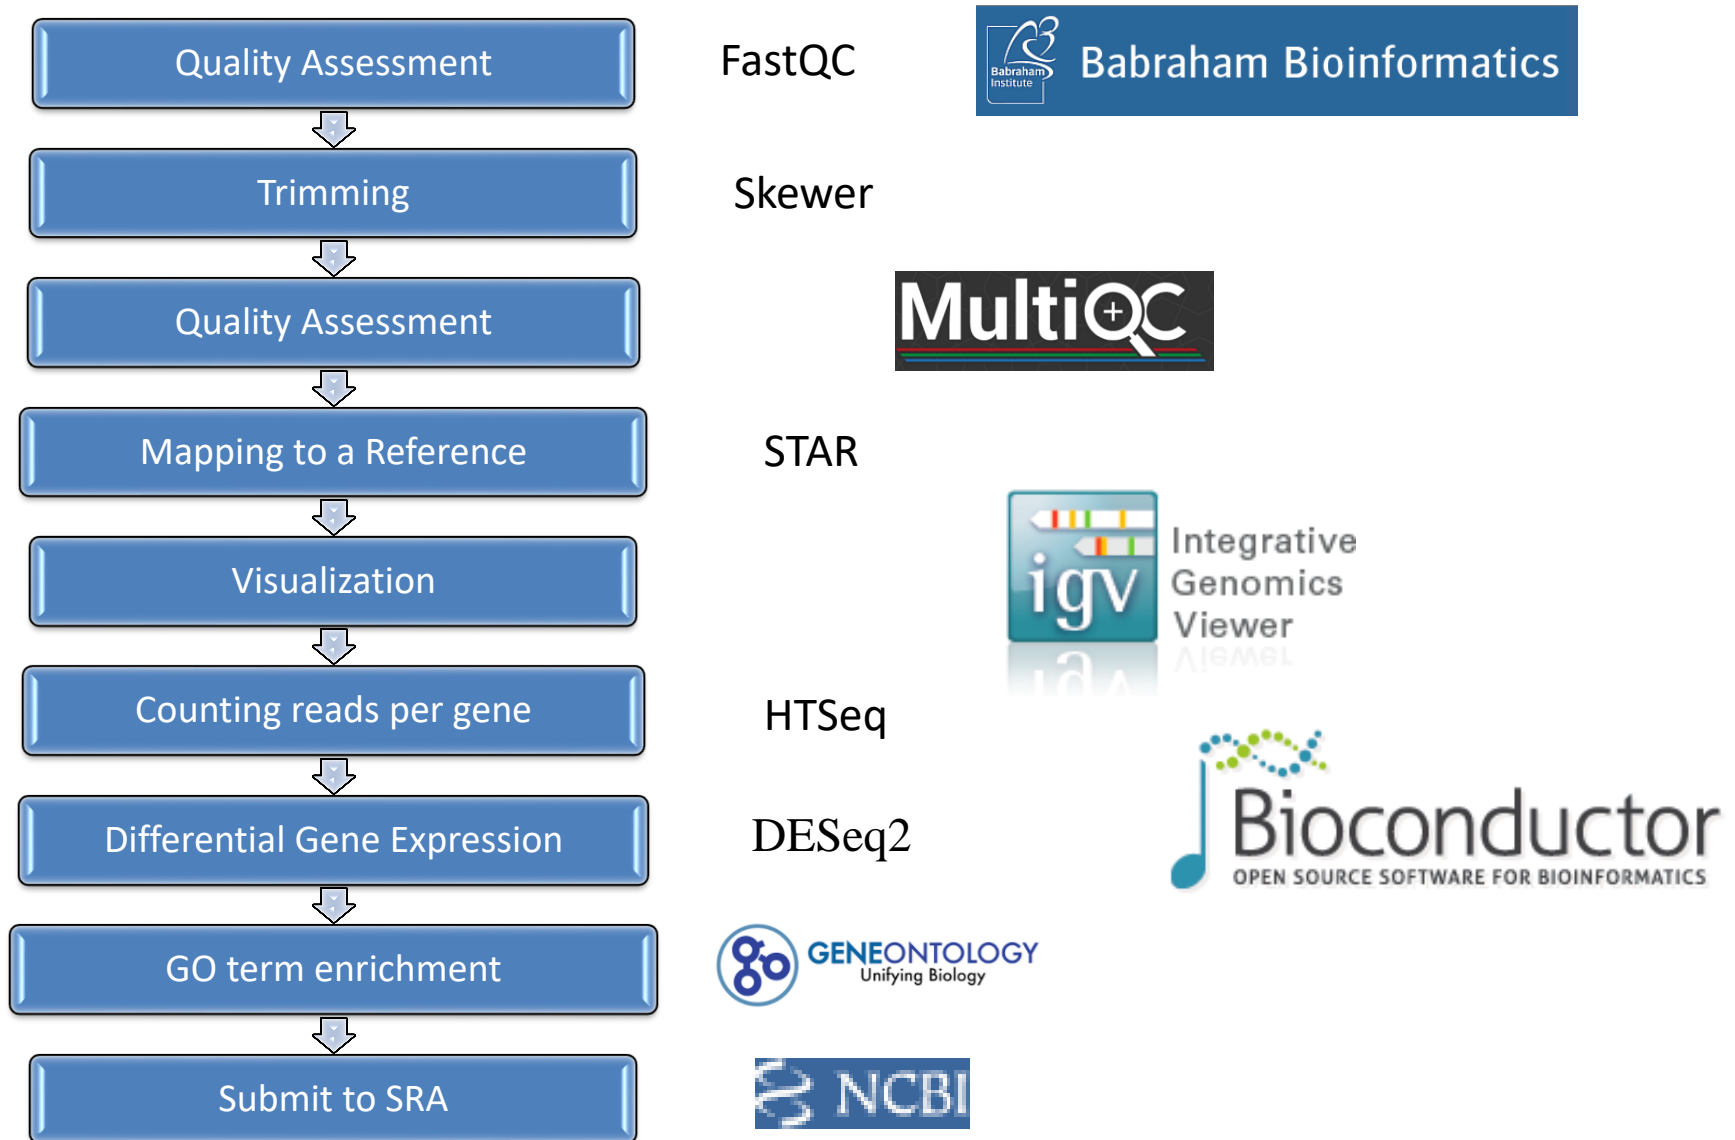 Quality Assessment
FastQC
Babraham
Institute
Babraham Bioinformatics
Trimming
Skewer
Quality Assessment
MultiQC
Mapping to a Reference
STAR
Visualization
igv
Integrative
Genomics
Viewer
Counting reads per gene
HTSeq
Differential Gene Expression
DESeq2
Bioconductor
OPEN SOURCE SOFTWARE FOR BIOINFORMATICS
GO term enrichment
go
GENEONTOLOGY
Unifying Biology
Submit to SRA
NCBI